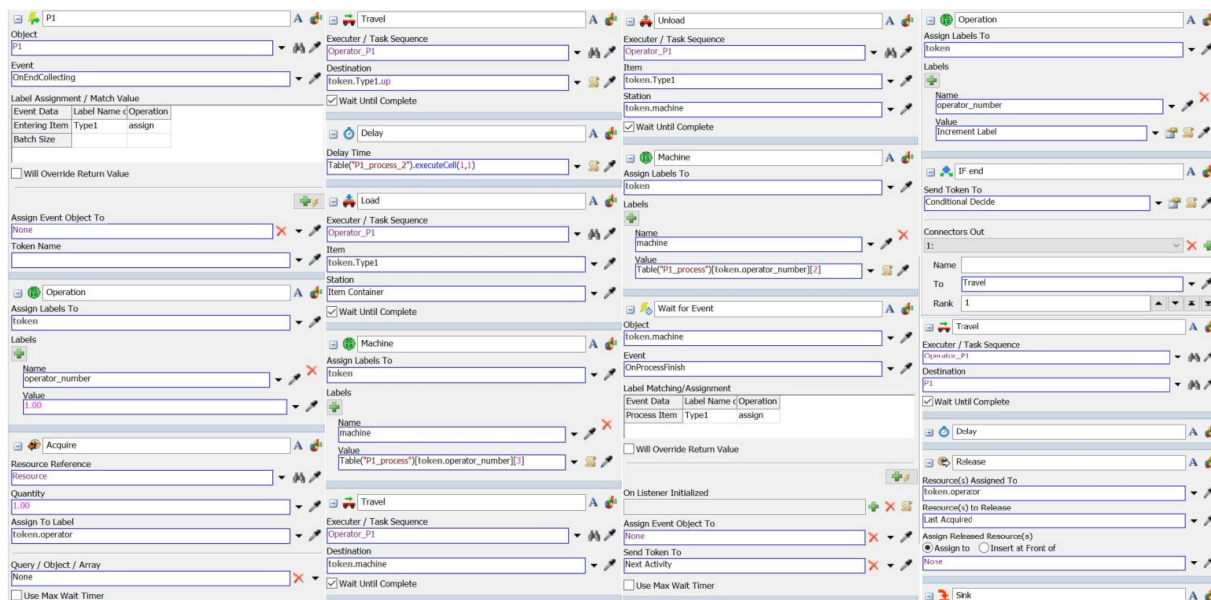 P1
Object
P1
Event
OnEndCollecting
Label Assignment / Match Value
Event Data Label Name c Operation
Entering Item Type1 assign
Batch Size
Will Override Return Value
Assign Event Object To
None
Token Name
Operation
Assign Labels To
token
Labels
Name
operator_number
Value
1.00
Acquire
Resource Reference
Resource
Quantity
1.00
Assign To Label
token.operator
Query / Object / Array
None
Use Max Wait Timer
Travel
Executer / Task Sequence
Operator_P1
Destination
token.Type1.up
Wait Until Complete
Delay
Delay Time
Table("P1_process_2").executeCell(1,1)
Load
Executer / Task Sequence
Operator_P1
Item
token.Type1
Station
Item Container
Wait Until Complete
Machine
Assign Labels To
token
Labels
Name
machine
Value
Table("P1_process")[token.operator_number][3]
Travel
Executer / Task Sequence
Operator_P1
Destination
token.machine
Wait Until Complete
Unload
Executer / Task Sequence
Operator_P1
Item
token.Type1
Station
token.machine
Wait Until Complete
Machine
Assign Labels To
token
Labels
Name
machine
Value
Table("P1_process")[token.operator_number][2]
Wait for Event
Object
token.machine
Event
OnProcessFinish
Label Matching/Assignment
Event Data Label Name c Operation
Process Item Type1 assign
Will Override Return Value
On Listener Initialized
Assign Event Object To
None
Send Token To
Next Activity
Use Max Wait Timer
Operation
Assign Labels To
token
Labels
Name
operator_number
Value
Increment Label
IF end
Send Token To
Conditional Decide
Connectors Out
1:
Name
To Travel
Rank 1
Travel
Executer / Task Sequence
Operator_P1
Destination
P1
Wait Until Complete
Delay
Release
Resource(s) Assigned To
token.operator
Resource(s) to Release
Last Acquired
Assign Released Resource(s)
Assign to Insert at Front of
None
Sink